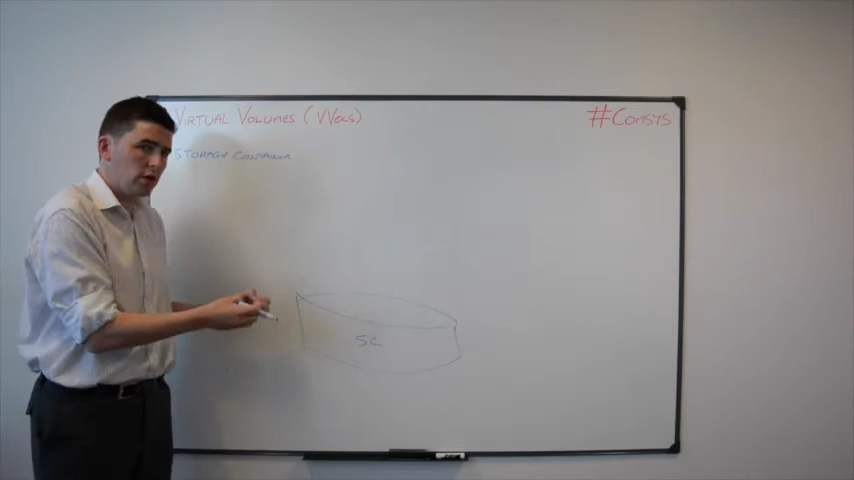 VIRTUAL VOLUMES (VVOLS)
#COMSYS
STORAGE CONTAINER
SC